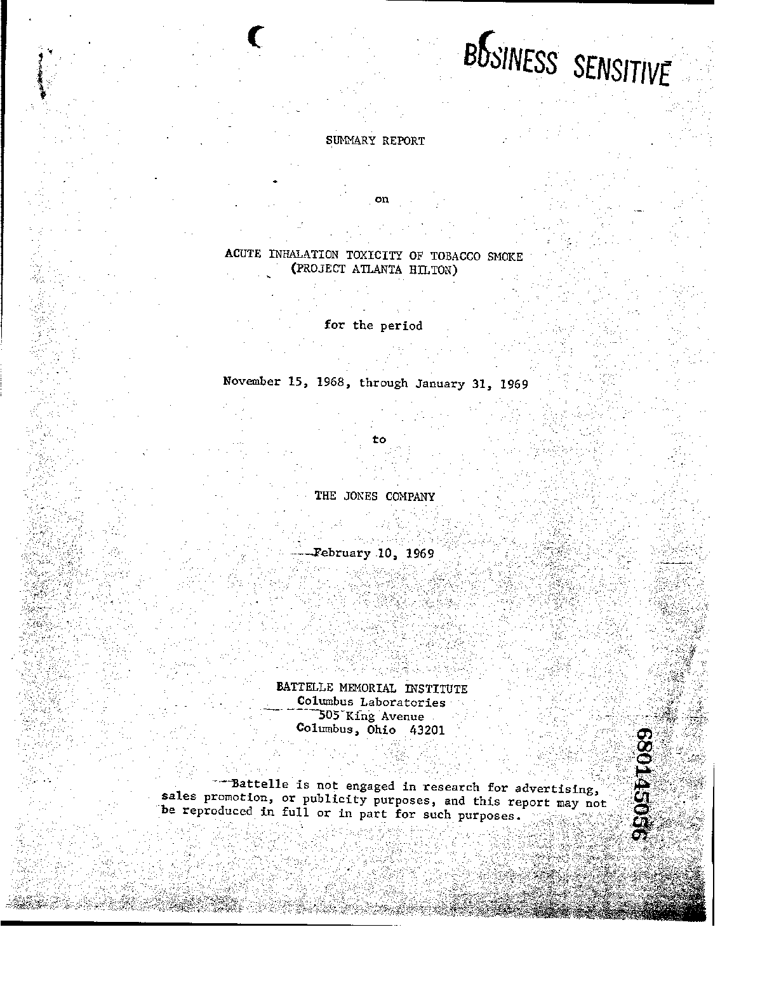 BUSINESS SENSITIVE
SUMMARY REPORT
on
ACUTE INHALATION TOXICITY OF TOBACCO SMOKE
(PROJECT ATLANTA HILTON)
for the period
November 15, 1968, through January 31, 1969
to
THE JONES COMPANY
February 10, 1969
BATTELLE MEMORIAL INSTITUTE
Columbus Laboratories
505 King Avenue
Columbus, Ohio 43201
Battelle is not engaged in research for advertising,
sales promotion, or publicity purposes, and this report may not
be reproduced in full or in part for such purposes.
680145056